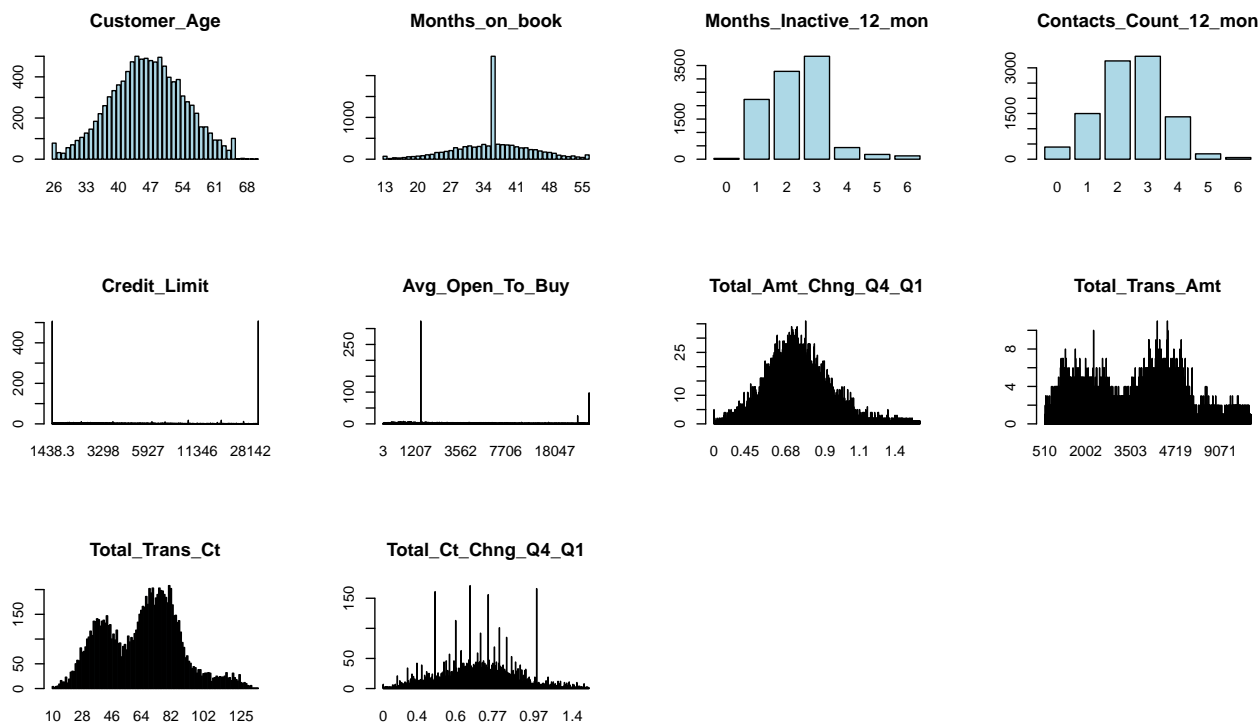 Customer_Age
0 200 400
26 33 40 47 54 61 68
Months_on_book
0 1000
13 20 27 34 41 48 55
Months_Inactive_12_mon
0 1500 3500
0 1 2 3 4 5 6
Contacts_Count_12_mon
0 1500 3000
0 1 2 3 4 5 6
Credit_Limit
0 200 400
1438.3 3298 5927 11346 28142
Avg_Open_To_Buy
0 100 250
3 1207 3562 7706 18047
Total_Amt_Chng_Q4_Q1
0 10 25
0 0.45 0.68 0.9 1.1 1.4
Total_Trans_Amt
0 4 8
510 2002 3503 4719 9071
Total_Trans_Ct
0 50 150
10 28 46 64 82 102 125
Total_Ct_Chng_Q4_Q1
0 50 150
0 0.4 0.6 0.77 0.97 1.4